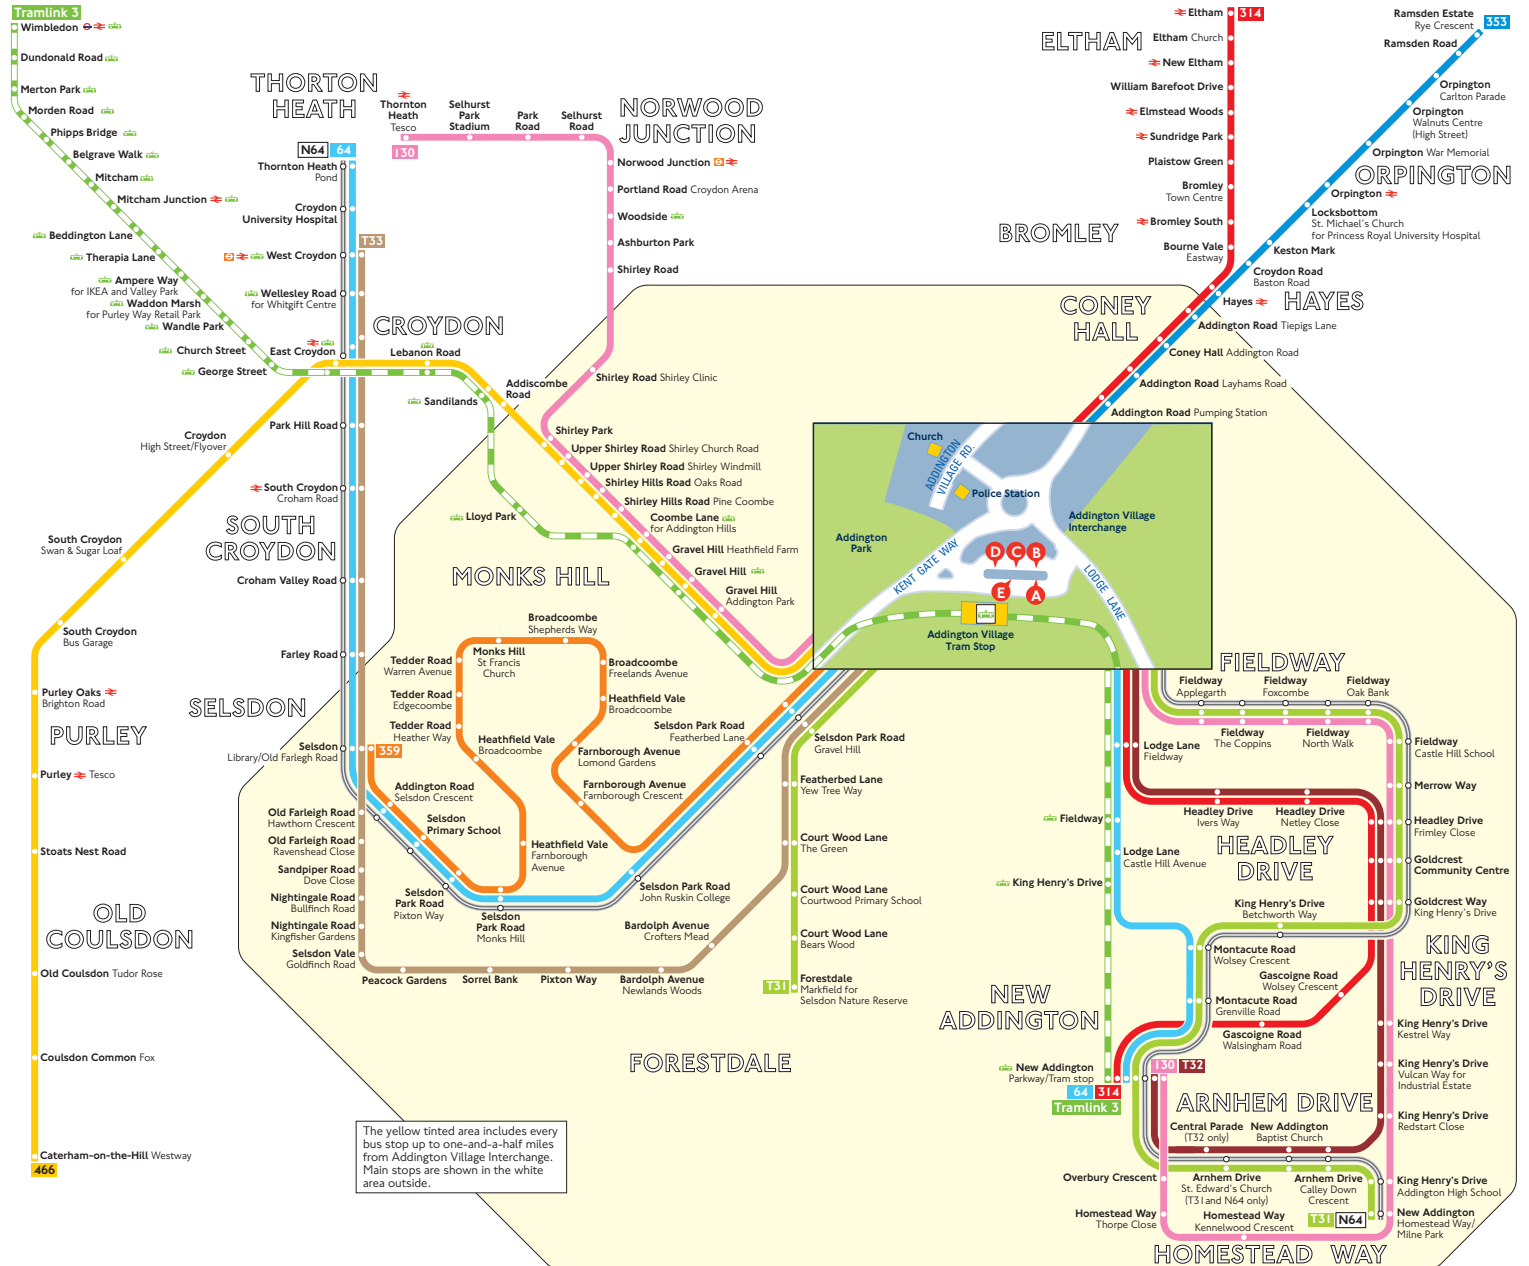 Tramlink 3
Wimbledon
Dundonald Road
Merton Park
Morden Road
Phipps Bridge
Belgrave Walk
Mitcham
Mitcham Junction
Beddington Lane
Therapia Lane
Ampere Way
for IKEA and Valley Park
Waddon Marsh
for Purley Way Retail Park
Wandle Park
Church Street
George Street
THORTON
HEATH
N64
64
Thornton Heath
Pond
Croydon
University Hospital
T33
West Croydon
Wellesley Road
for Whitgift Centre
East Croydon
CROYDON
Lebanon Road
Sandilands
Addiscombe
Road
Lloyd Park
Thornton
Heath
Tesco
130
Selhurst
Park
Stadium
Park
Road
Selhurst
Road
NORWOOD
JUNCTION
Norwood Junction
Portland Road Croydon Arena
Woodside
Ashburton Park
Shirley Road
Shirley Road Shirley Clinic
Shirley Park
Upper Shirley Road Shirley Church Road
Upper Shirley Road Shirley Windmill
Shirley Hills Road Oaks Road
Shirley Hills Road Pine Coombe
Coombe Lane
for Addington Hills
Gravel Hill Heathfield Farm
Gravel Hill
Gravel Hill
Addington Park
ELTHAM
Eltham
314
Eltham Church
New Eltham
William Barefoot Drive
Elmstead Woods
Sundridge Park
Plaistow Green
Bromley
Town Centre
BROMLEY
Bromley South
Bourne Vale
Eastway
Ramsden Estate
Rye Crescent
353
Ramsden Road
Orpington
Carlton Parade
Orpington
Walnuts Centre
(High Street)
Orpington War Memorial
ORPINGTON
Orpington
Locksbottom
St. Michael's Church
for Princess Royal University Hospital
Keston Mark
Croydon Road
Baston Road
Hayes
HAYES
CONEY
HALL
Addington Road Tiepigs Lane
Coney Hall Addington Road
Addington Road Layhams Road
Addington Road Pumping Station
Church
ADDINGTON
VILLAGE RD.
Police Station
Addington Village
Interchange
Addington
Park
KENT GATE WAY
LODGE LANE
D
C
B
E
A
Addington Village
Tram Stop
Park Hill Road
Croydon
High Street/Flyover
South Croydon
Croham Road
SOUTH
CROYDON
South Croydon
Swan & Sugar Loaf
Croham Valley Road
South Croydon
Bus Garage
Farley Road
Purley Oaks
Brighton Road
PURLEY
SELSDON
Selsdon
Library/Old Farlegh Road
359
Purley Tesco
Stoats Nest Road
OLD
COULSDON
Old Coulsdon Tudor Rose
Coulsdon Common Fox
Caterham-on-the-Hill Westway
466
MONKS HILL
Broadcoombe
Shepherds Way
Monks Hill
St Francis
Church
Tedder Road
Warren Avenue
Tedder Road
Edgecoombe
Tedder Road
Heather Way
Broadcoombe
Freelands Avenue
Heathfield Vale
Broadcoombe
Heathfield Vale
Broadcoombe
Farnborough Avenue
Lomond Gardens
Farnborough Avenue
Farnborough Crescent
Selsdon Park Road
Featherbed Lane
Selsdon Park Road
Gravel Hill
Addington Road
Selsdon Crescent
Selsdon
Primary School
Heathfield Vale
Farnborough
Avenue
Old Farleigh Road
Hawthorn Crescent
Old Farleigh Road
Ravenshead Close
Sandpiper Road
Dove Close
Nightingale Road
Bullfinch Road
Nightingale Road
Kingfisher Gardens
Selsdon Vale
Goldfinch Road
Selsdon
Park Road
Pixton Way
Selsdon
Park Road
Monks Hill
Selsdon Park Road
John Ruskin College
Bardolph Avenue
Crofters Mead
Peacock Gardens
Sorrel Bank
Pixton Way
Bardolph Avenue
Newlands Woods
Featherbed Lane
Yew Tree Way
Court Wood Lane
The Green
Court Wood Lane
Courtwood Primary School
Court Wood Lane
Bears Wood
T31
Forestdale
Markfield for
Selsdon Nature Reserve
FORESTDALE
FIELDWAY
Fieldway
Applegarth
Fieldway
Foxcombe
Fieldway
Oak Bank
Fieldway
The Coppins
Fieldway
North Walk
Fieldway
Castle Hill School
Lodge Lane
Fieldway
Merrow Way
Headley Drive
Ivers Way
Headley Drive
Netley Close
Headley Drive
Frimley Close
HEADLEY
DRIVE
Fieldway
Lodge Lane
Castle Hill Avenue
Goldcrest
Community Centre
King Henry's Drive
King Henry's Drive
Betchworth Way
Goldcrest Way
King Henry's Drive
KING
HENRY'S
DRIVE
Montacute Road
Wolsey Crescent
Gascoigne Road
Wolsey Crescent
Montacute Road
Grenville Road
NEW
ADDINGTON
Gascoigne Road
Walsingham Road
King Henry's Drive
Kestrel Way
New Addington
Parkway/Tram stop
64
314
Tramlink 3
130
T32
King Henry's Drive
Vulcan Way for
Industrial Estate
ARNHEM DRIVE
King Henry's Drive
Redstart Close
Central Parade
(T32 only)
New Addington
Baptist Church
Overbury Crescent
Arnhem Drive
St. Edward's Church
(T31 and N64 only)
Arnhem Drive
Calley Down
Crescent
King Henry's Drive
Addington High School
Homestead Way
Thorpe Close
Homestead Way
Kennelwood Crescent
T31
N64
New Addington
Homestead Way/
Milne Park
HOMESTEAD WAY
The yellow tinted area includes every
bus stop up to one-and-a-half miles
from Addington Village Interchange.
Main stops are shown in the white
area outside.